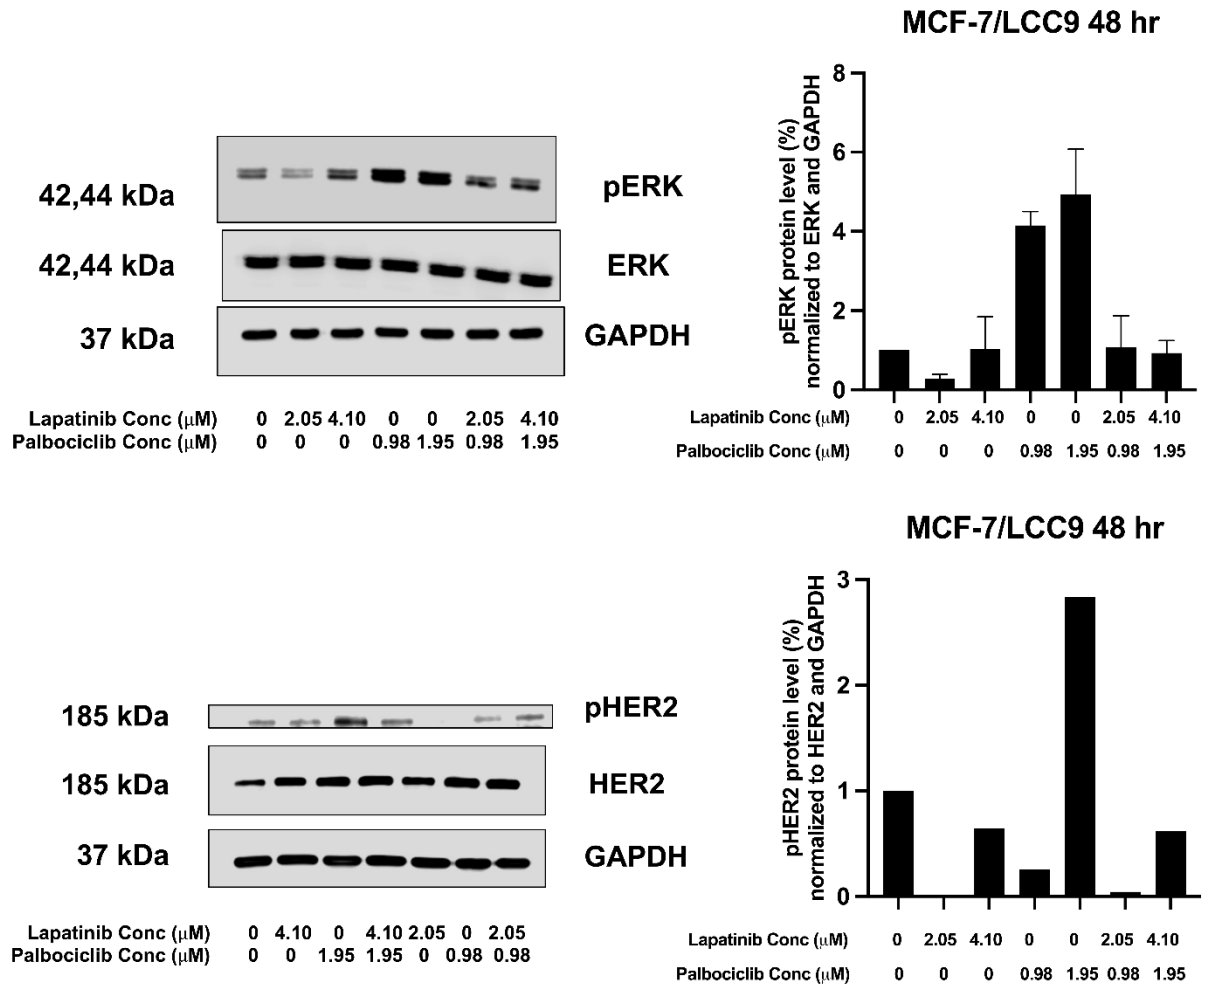 MCF-7/LCC9 48 hr
42,44 kDa
pERK
42,44 kDa
ERK
37 kDa
GAPDH
Lapatinib Conc (μM) 0 2.05 4.10 0 0 2.05 4.10
Palbociclib Conc (μM) 0 0 0 0.98 1.95 0.98 1.95
pERK protein level (%)
normalized to ERK and GAPDH
8
6
4
2
0
Lapatinib Conc (μM) 0 2.05 4.10 0 0 2.05 4.10
Palbociclib Conc (μM) 0 0 0 0.98 1.95 0.98 1.95
185 kDa
pHER2
185 kDa
HER2
37 kDa
GAPDH
Lapatinib Conc (μM) 0 4.10 0 4.10 2.05 0 2.05
Palbociclib Conc (μM) 0 0 1.95 1.95 0 0.98 0.98
MCF-7/LCC9 48 hr
pHER2 protein level (%)
normalized to HER2 and GAPDH
3
2
1
0
Lapatinib Conc (μM) 0 2.05 4.10 0 0 2.05 4.10
Palbociclib Conc (μM) 0 0 0 0.98 1.95 0.98 1.95